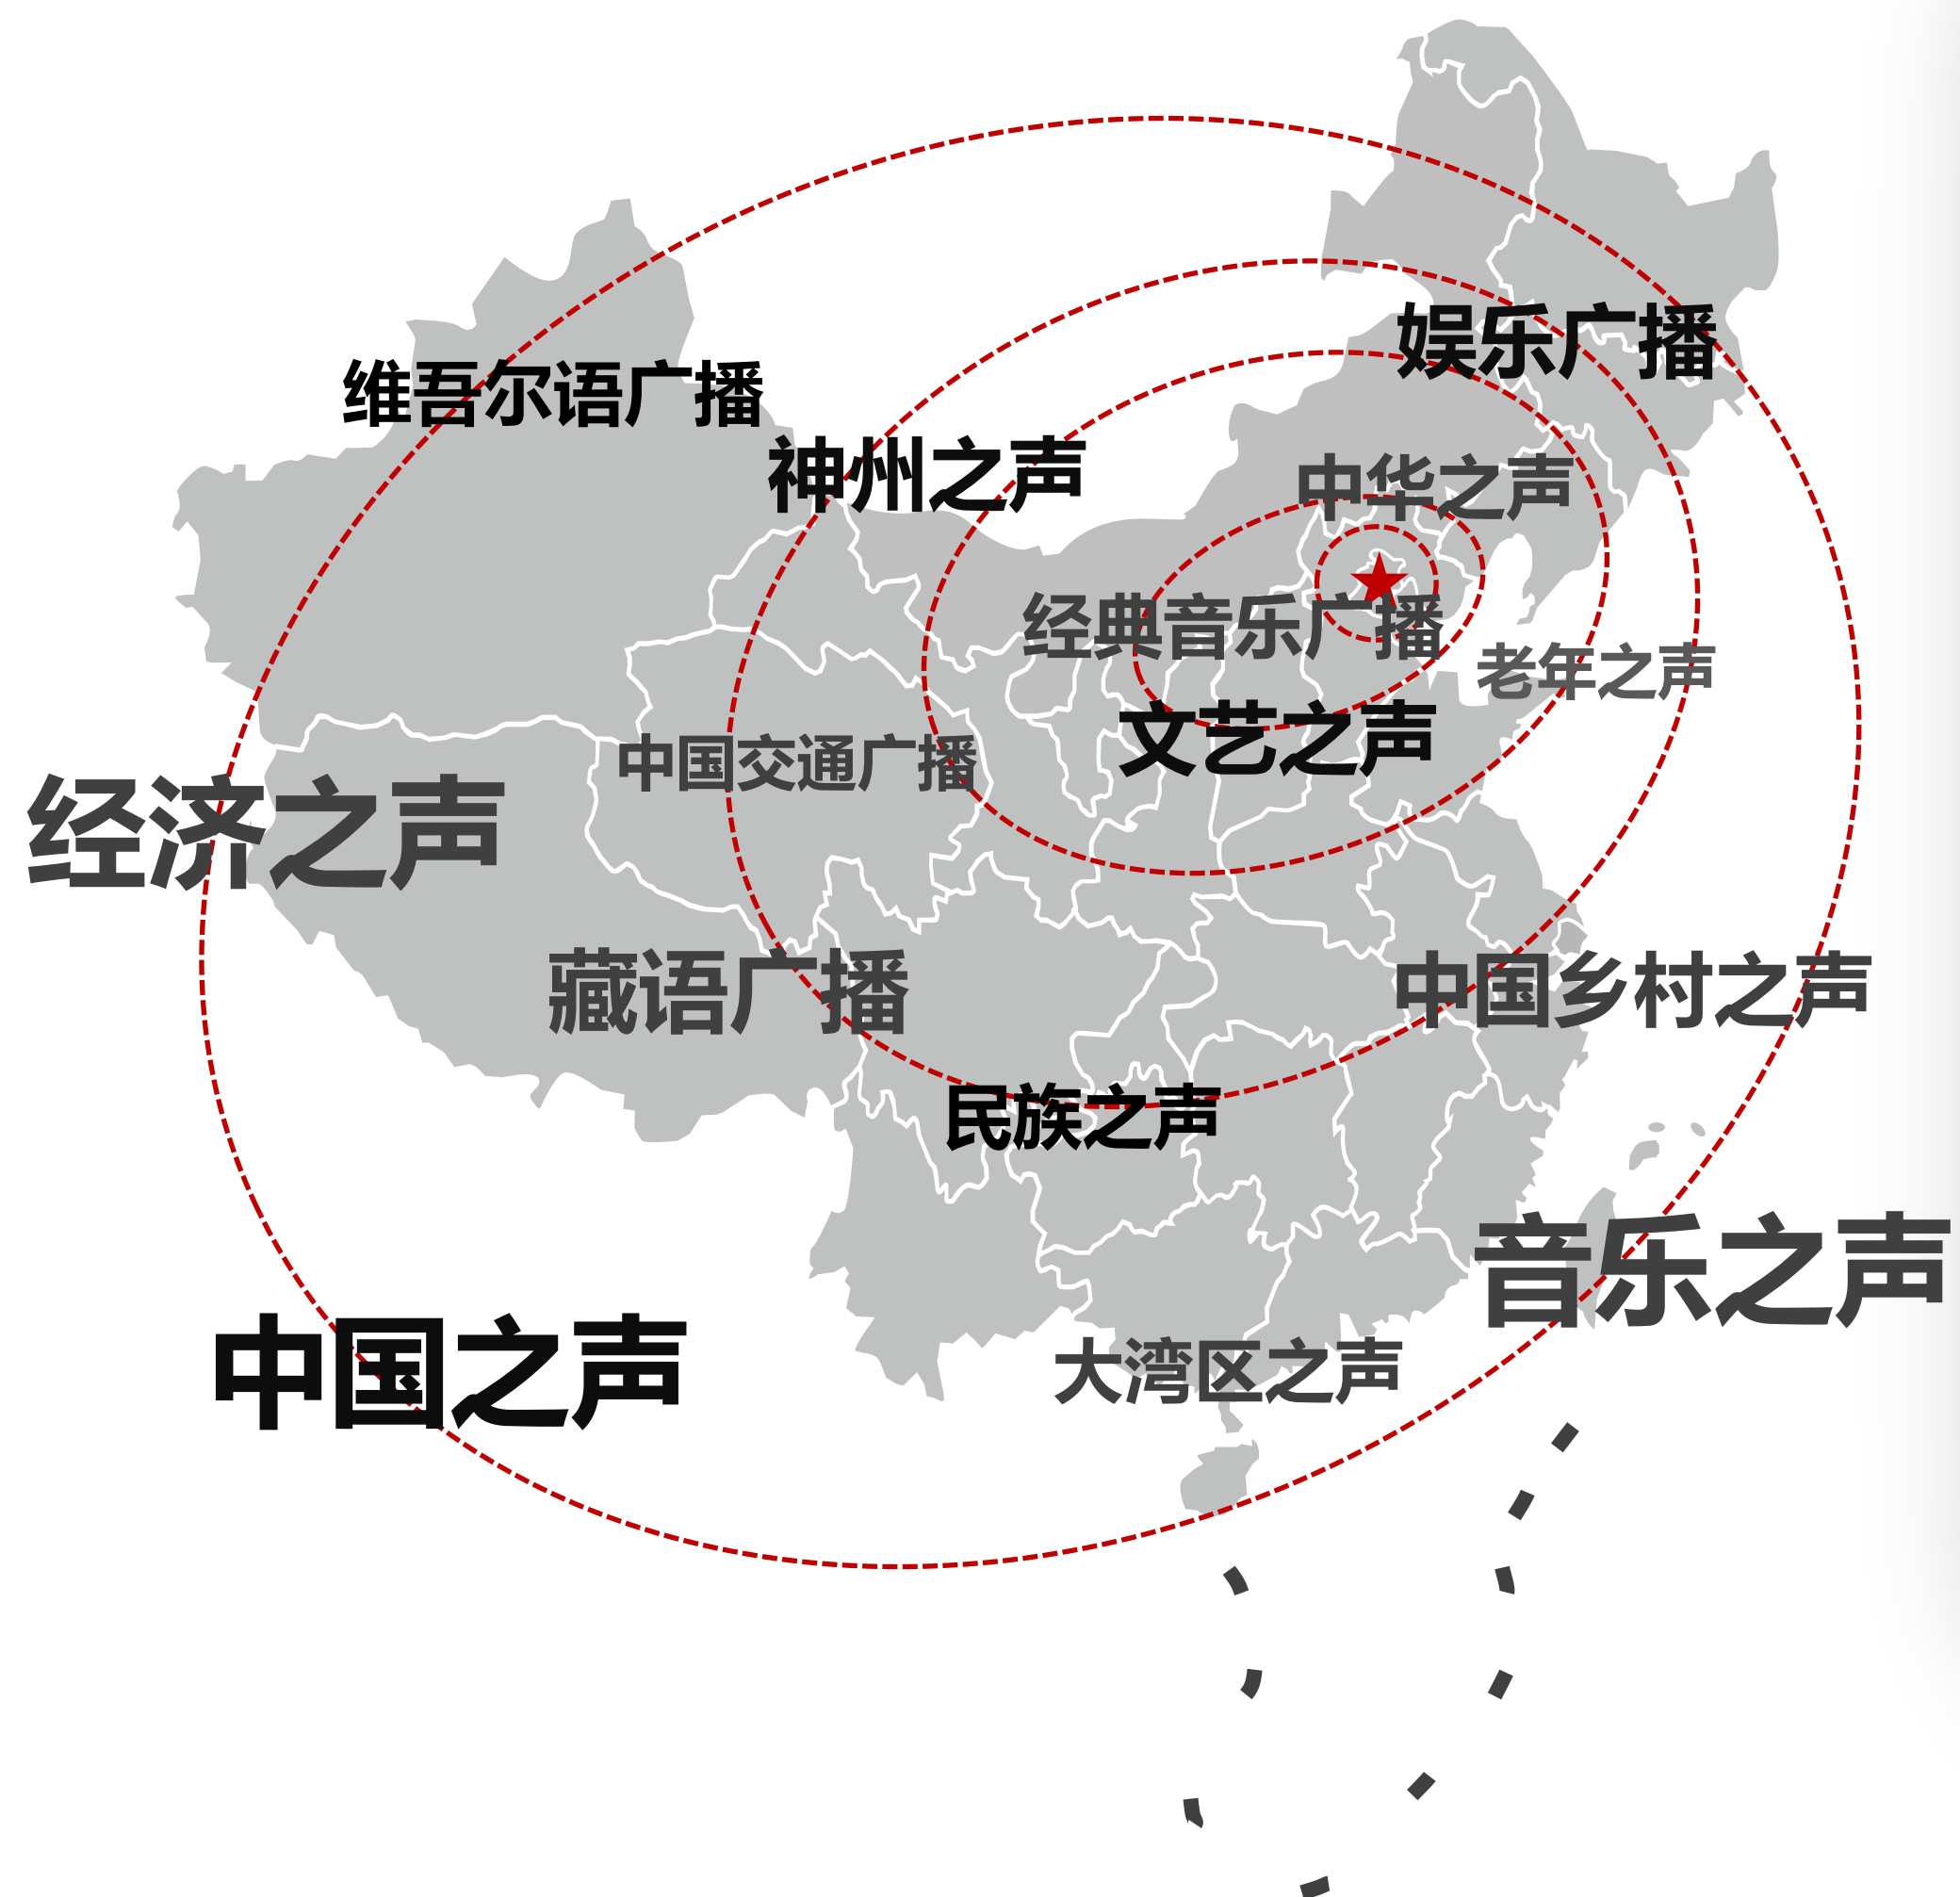 娱乐广播
维吾尔语广播
神州之声
中华之声
经典音乐广播
老年之声
文艺之声
中国交通广播
经济之声
藏语广播
中国乡村之声
民族之声
音乐之声
中国之声
大湾区之声